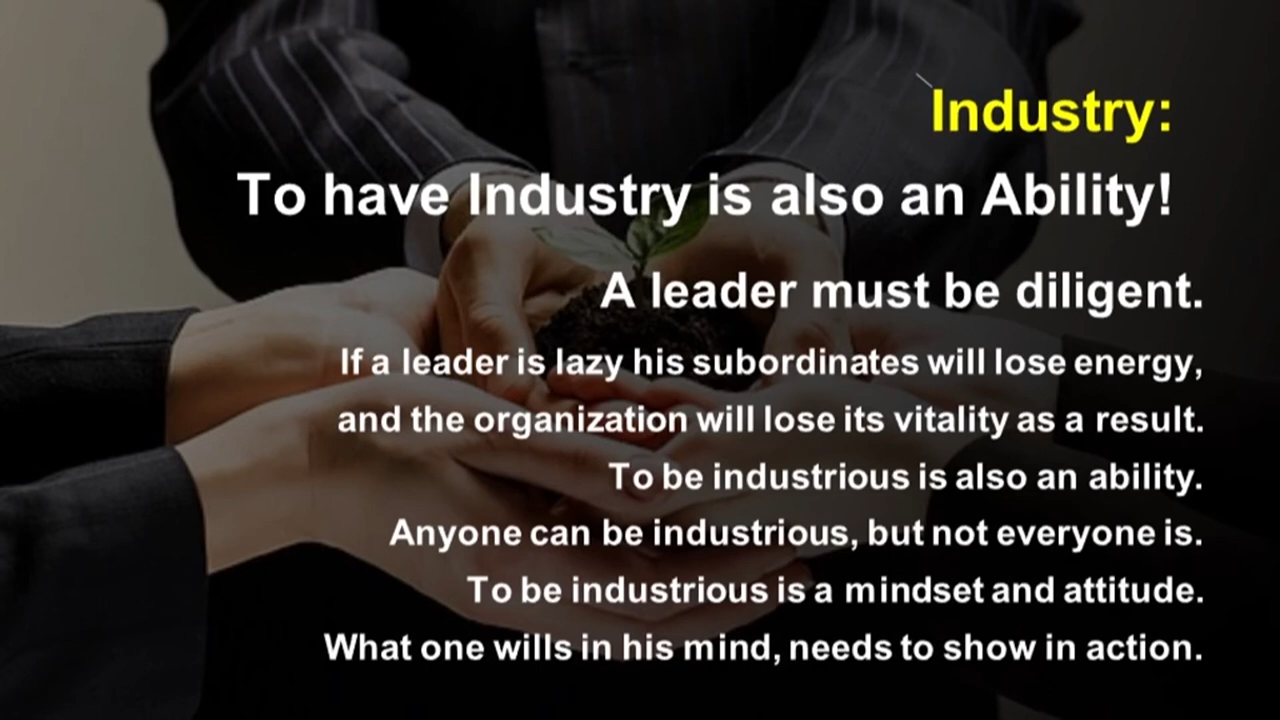 Industry:
To have Industry is also an Ability!
A leader must be diligent.
If a leader is lazy his subordinates will lose energy,
and the organization will lose its vitality as a result.
To be industrious is also an ability.
Anyone can be industrious, but not everyone is.
To be industrious is a mindset and attitude.
What one wills in his mind, needs to show in action.